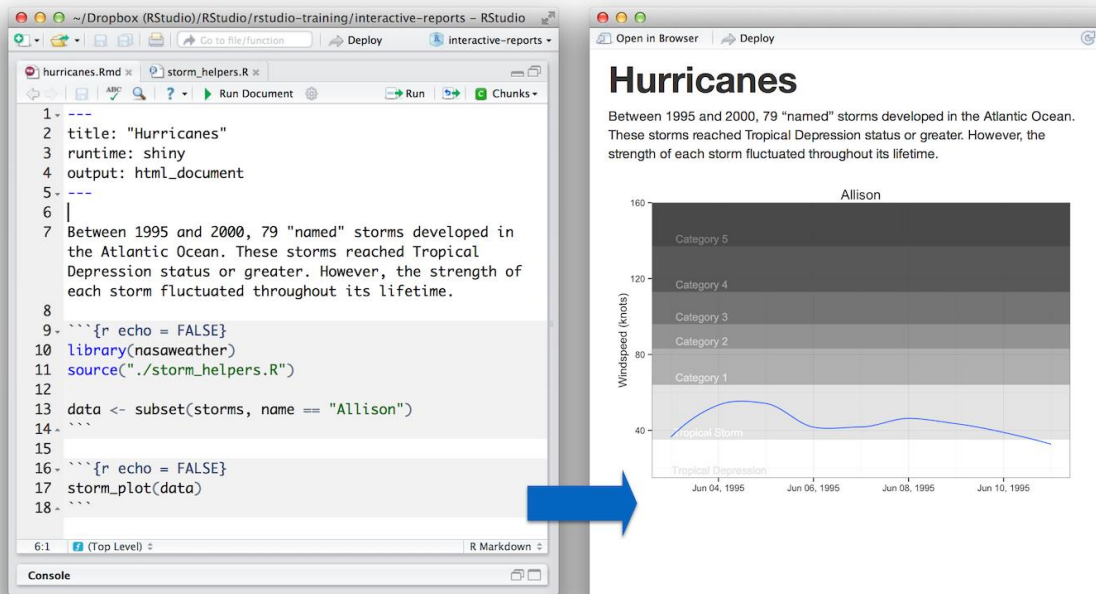 ~/Dropbox (RStudio)/RStudio/rstudio-training/interactive-reports - RStudio
Go to file/function
Deploy
interactive-reports
hurricanes.Rmd
storm_helpers.R
ABC
?
Run Document
Run
Chunks
1 ---
2 title: "Hurricanes"
3 runtime: shiny
4 output: html_document
5 ---
6
7 Between 1995 and 2000, 79 "named" storms developed in
the Atlantic Ocean. These storms reached Tropical
Depression status or greater. However, the strength of
each storm fluctuated throughout its lifetime.
8
9 ```{r echo = FALSE}
10 library(nasaweather)
11 source("./storm_helpers.R")
12
13 data <- subset(storms, name == "Allison")
14 ```
15
16 ```{r echo = FALSE}
17 storm_plot(data)
18 ```
6:1 (Top Level)
R Markdown
Console
Open in Browser
Deploy
Hurricanes
Between 1995 and 2000, 79 "named" storms developed in the Atlantic Ocean.
These storms reached Tropical Depression status or greater. However, the
strength of each storm fluctuated throughout its lifetime.
Allison
160
Category 5
120
Category 4
Category 3
Category 2
80
Category 1
40
Tropical Storm
Tropical Depression
Windspeed (knots)
Jun 04, 1995
Jun 06, 1995
Jun 08, 1995
Jun 10, 1995